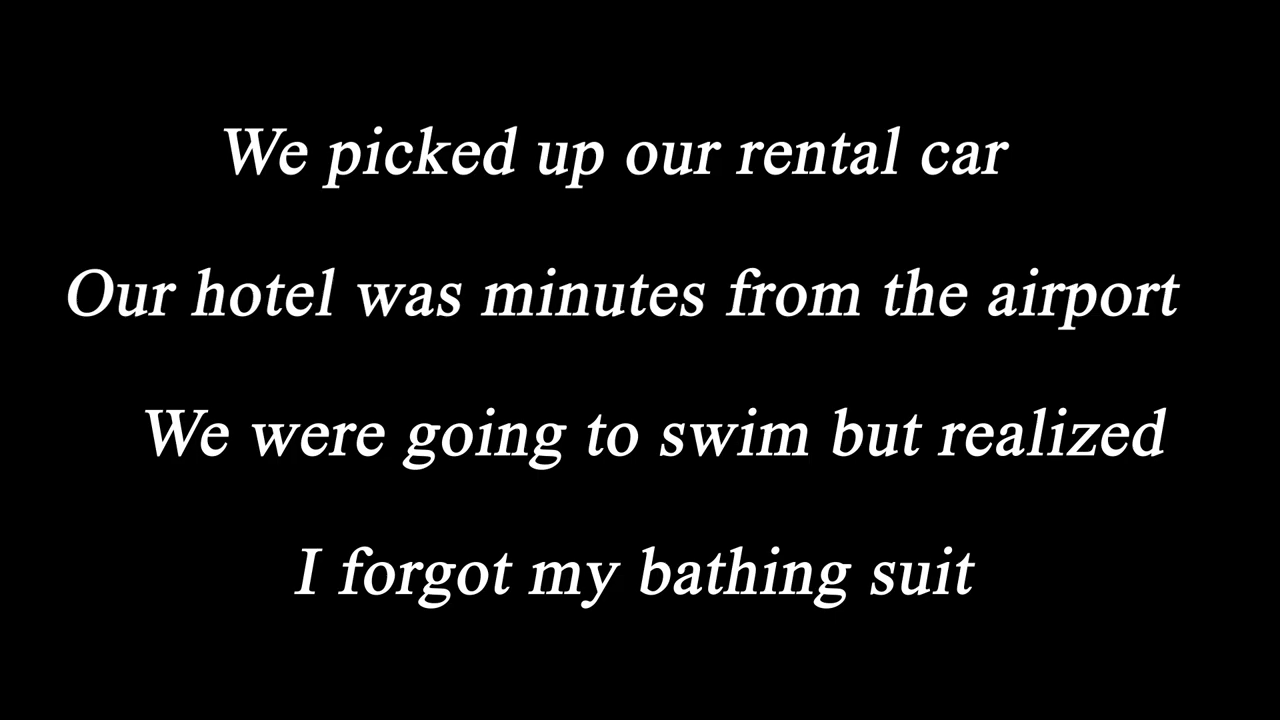 We picked up our rental car
Our hotel was minutes from the airport
We were going to swim but realized
I forgot my bathing suit